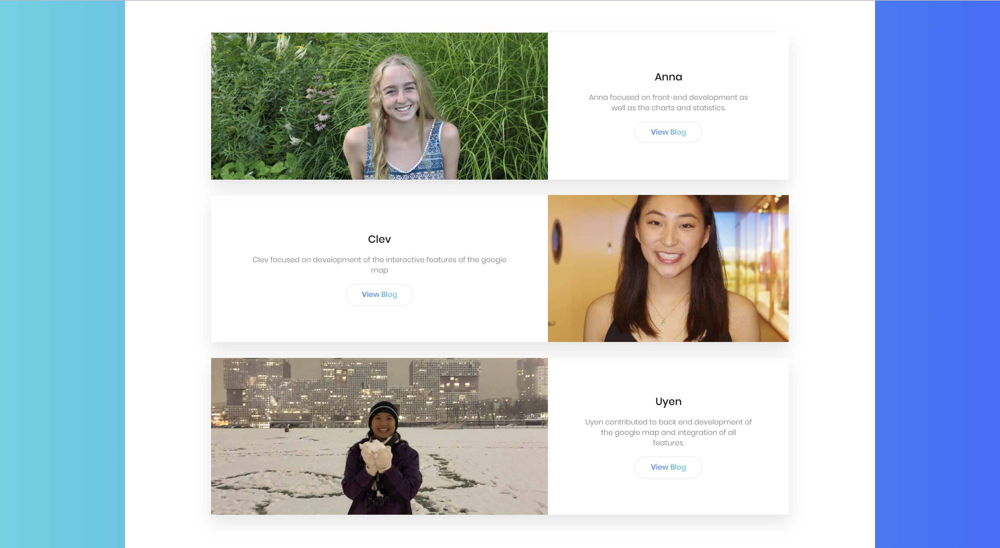 Anna
Anna focused on front-end development as
well as the charts and statistics.
View Blog
Clev
Clev focused on development of the interactive features of the google
map
View Blog
Uyen
Uyen contributed to back end development of
the google map and integration of all
features.
View Blog